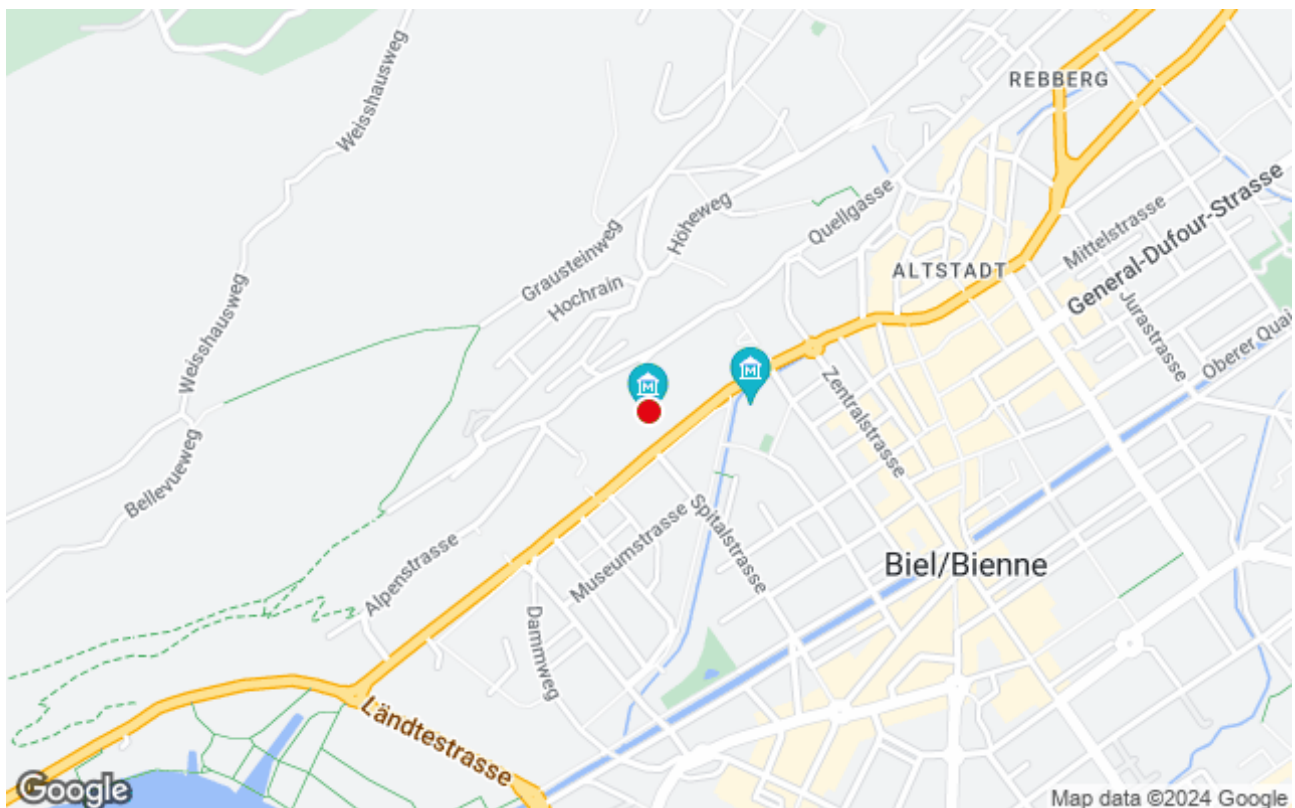 REBBERG
Weisshausweg
Höheweg
Quellgasse
Grausteinweg
Mittelstrasse
General-Dufour-Strasse
ALTSTADT
Hochrain
Jurastrasse
Weisshausweg
Oberer Quai
M
M
Zentralstrasse
Bellevueweg
Spitalstrasse
Museumstrasse
Biel/Bienne
Alpenstrasse
Dammweg
Ländtestrasse
Google
Map data ©2024 Google